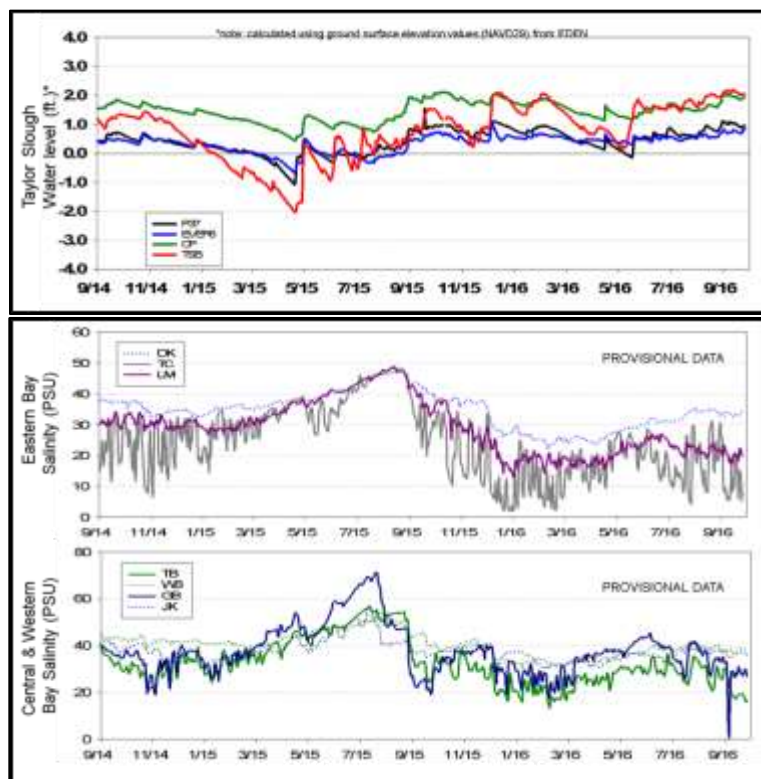 *note: calculated using ground surface elevation values (NAVD29) from EDEN
Taylor Slough
Water level (ft.)*
4.0
3.0
2.0
1.0
0.0
-1.0
-2.0
-3.0
-4.0
P37
EVER6
CP
TSB
9/14 11/14 1/15 3/15 5/15 7/15 9/15 11/15 1/16 3/16 5/16 7/16 9/16
Eastern Bay
Salinity (PSU)
60
50
40
30
20
10
0
DK
TC
LM
PROVISIONAL DATA
9/14 11/14 1/15 3/15 5/15 7/15 9/15 11/15 1/16 3/16 5/16 7/16 9/16
Central & Western
Bay Salinity (PSU)
80
60
40
20
0
TB
WB
JK
PROVISIONAL DATA
9/14 11/14 1/15 3/15 5/15 7/15 9/15 11/15 1/16 3/16 5/16 7/16 9/16